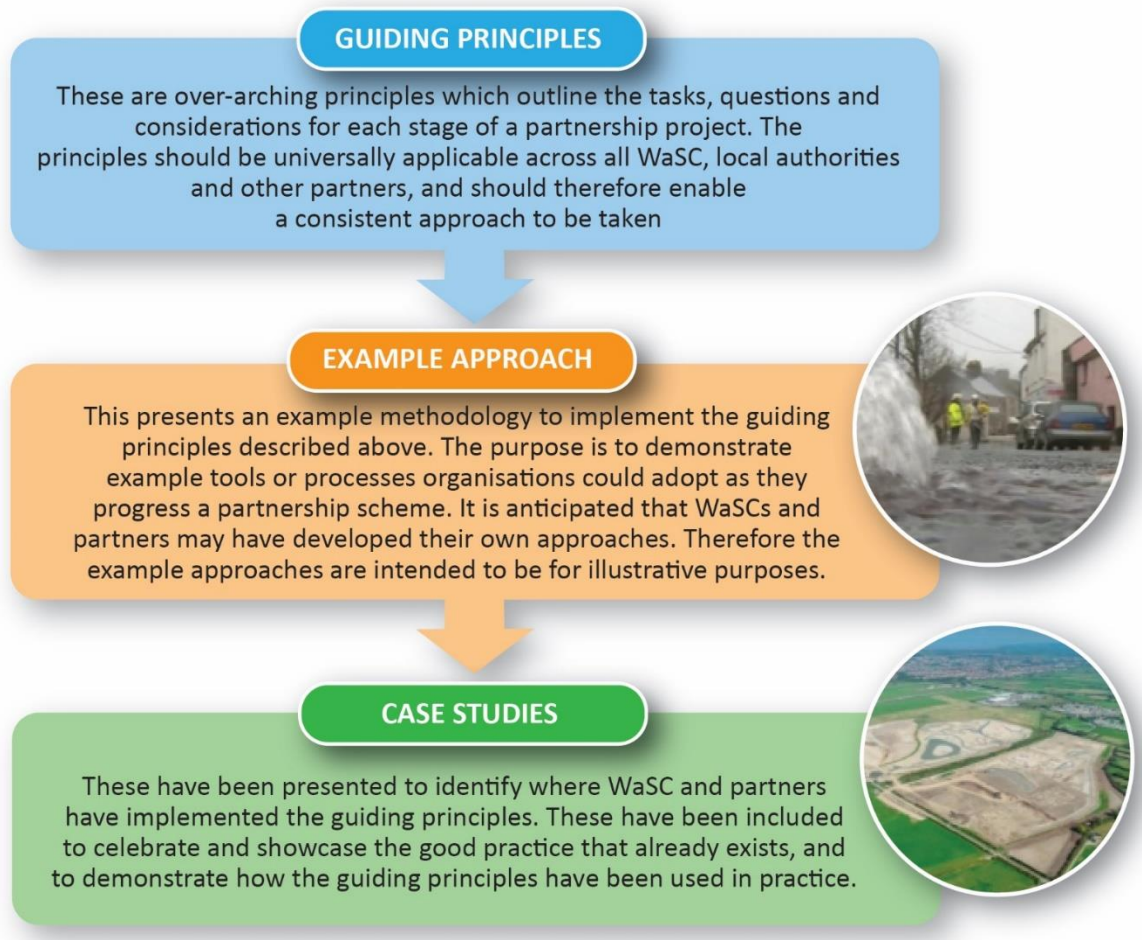 GUIDING PRINCIPLES
These are over-arching principles which outline the tasks, questions and
considerations for each stage of a partnership project. The
principles should be universally applicable across all WaSC, local authorities
and other partners, and should therefore enable
a consistent approach to be taken
EXAMPLE APPROACH
This presents an example methodology to implement the guiding
principles described above. The purpose is to demonstrate
example tools or processes organisations could adopt as they
progress a partnership scheme. It is anticipated that WaSCs and
partners may have developed their own approaches. Therefore the
example approaches are intended to be for illustrative purposes.
CASE STUDIES
These have been presented to identify where WaSC and partners
have implemented the guiding principles. These have been included
to celebrate and showcase the good practice that already exists, and
to demonstrate how the guiding principles have been used in practice.